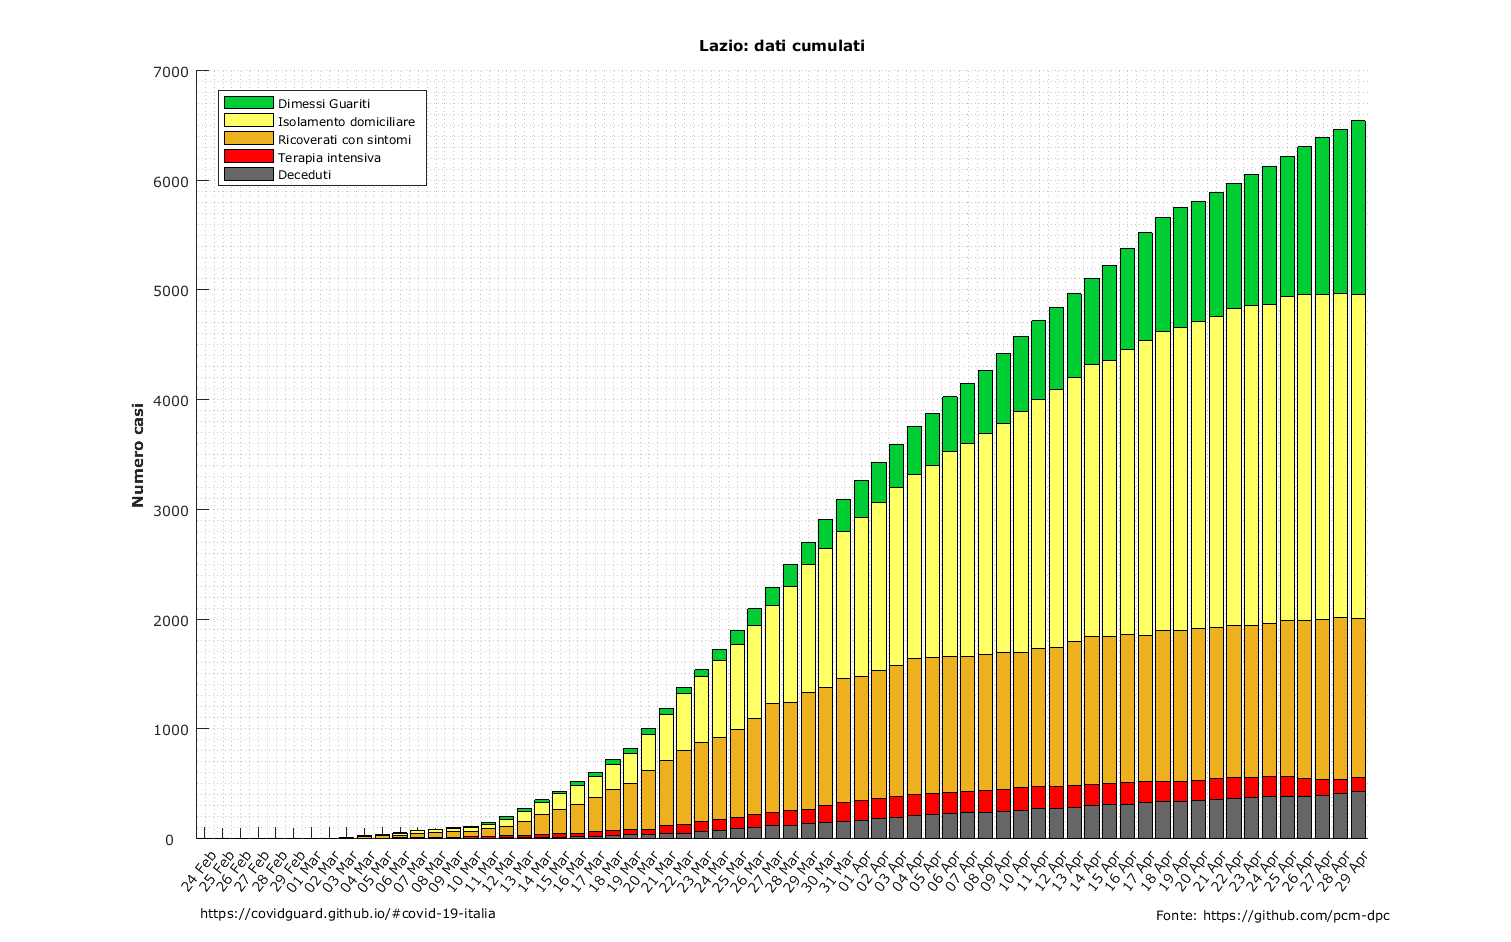 Lazio: dati cumulati
7000
6000
5000
4000
3000
2000
1000
0
Numero casi
Dimessi Guariti
Isolamento domiciliare
Ricoverati con sintomi
Terapia intensiva
Deceduti
24 Feb
25 Feb
26 Feb
27 Feb
28 Feb
29 Feb
01 Mar
02 Mar
03 Mar
04 Mar
05 Mar
06 Mar
07 Mar
08 Mar
09 Mar
10 Mar
11 Mar
12 Mar
13 Mar
14 Mar
15 Mar
16 Mar
17 Mar
18 Mar
19 Mar
20 Mar
21 Mar
22 Mar
23 Mar
24 Mar
25 Mar
26 Mar
27 Mar
28 Mar
29 Mar
30 Mar
31 Mar
01 Apr
02 Apr
03 Apr
04 Apr
05 Apr
06 Apr
07 Apr
08 Apr
09 Apr
10 Apr
11 Apr
12 Apr
13 Apr
14 Apr
15 Apr
16 Apr
17 Apr
18 Apr
19 Apr
20 Apr
21 Apr
22 Apr
23 Apr
24 Apr
25 Apr
26 Apr
27 Apr
28 Apr
29 Apr
https://covidguard.github.io/#covid-19-italia
Fonte: https://github.com/pcm-dpc